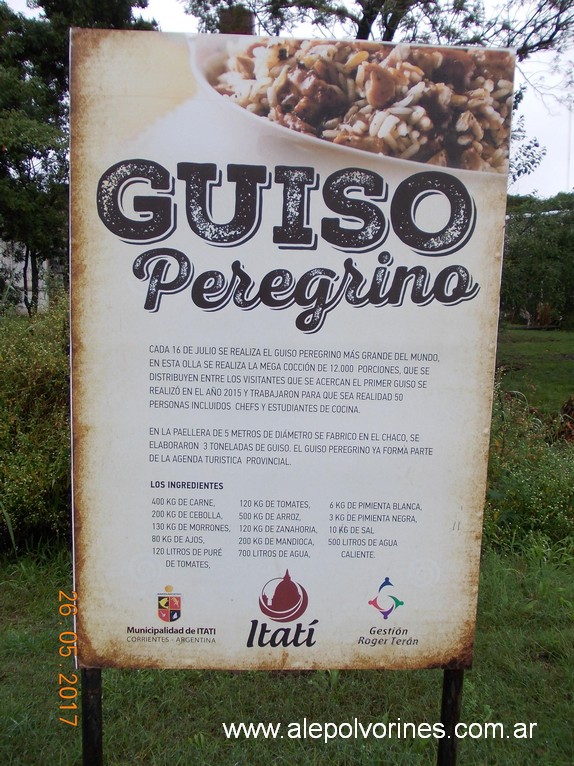 GUISO
Peregrino
CADA 16 DE JULIO SE REALIZA EL GUISO PEREGRINO MÁS GRANDE DEL MUNDO,
EN ESTA OLLA SE REALIZA LA MEGA COCCIÓN DE 12.000 PORCIONES, QUE SE
DISTRIBUYEN ENTRE LOS VISITANTES QUE SE ACERCAN EL PRIMER GUISO SE
REALIZÓ EN EL AÑO 2015 Y TRABAJARON PARA QUE SEA REALIDAD 50
PERSONAS INCLUIDOS CHEFS Y ESTUDIANTES DE COCINA.
EN LA PAELLERA DE 5 METROS DE DIÁMETRO SE FABRICO EN EL CHACO, SE
ELABORARON 3 TONELADAS DE GUISO. EL GUISO PEREGRINO YA FORMA PARTE
DE LA AGENDA TURISTICA PROVINCIAL.
LOS INGREDIENTES
400 KG DE CARNE,
200 KG DE CEBOLLA,
130 KG DE MORRONES,
80 KG DE AJOS,
120 LITROS DE PURÉ
DE TOMATES,
120 KG DE TOMATES,
500 KG DE ARROZ,
120 KG DE ZANAHORIA,
200 KG DE MANDIOCA,
700 LITROS DE AGUA,
6 KG DE PIMIENTA BLANCA,
3 KG DE PIMIENTA NEGRA,
10 KG DE SAL
500 LITROS DE AGUA
CALIENTE.
Municipalidad de ITATI
CORRIENTES - ARGENTINA
Itatí
Gestión
Roger Terán
26.05.2017
www.alepolvorines.com.ar